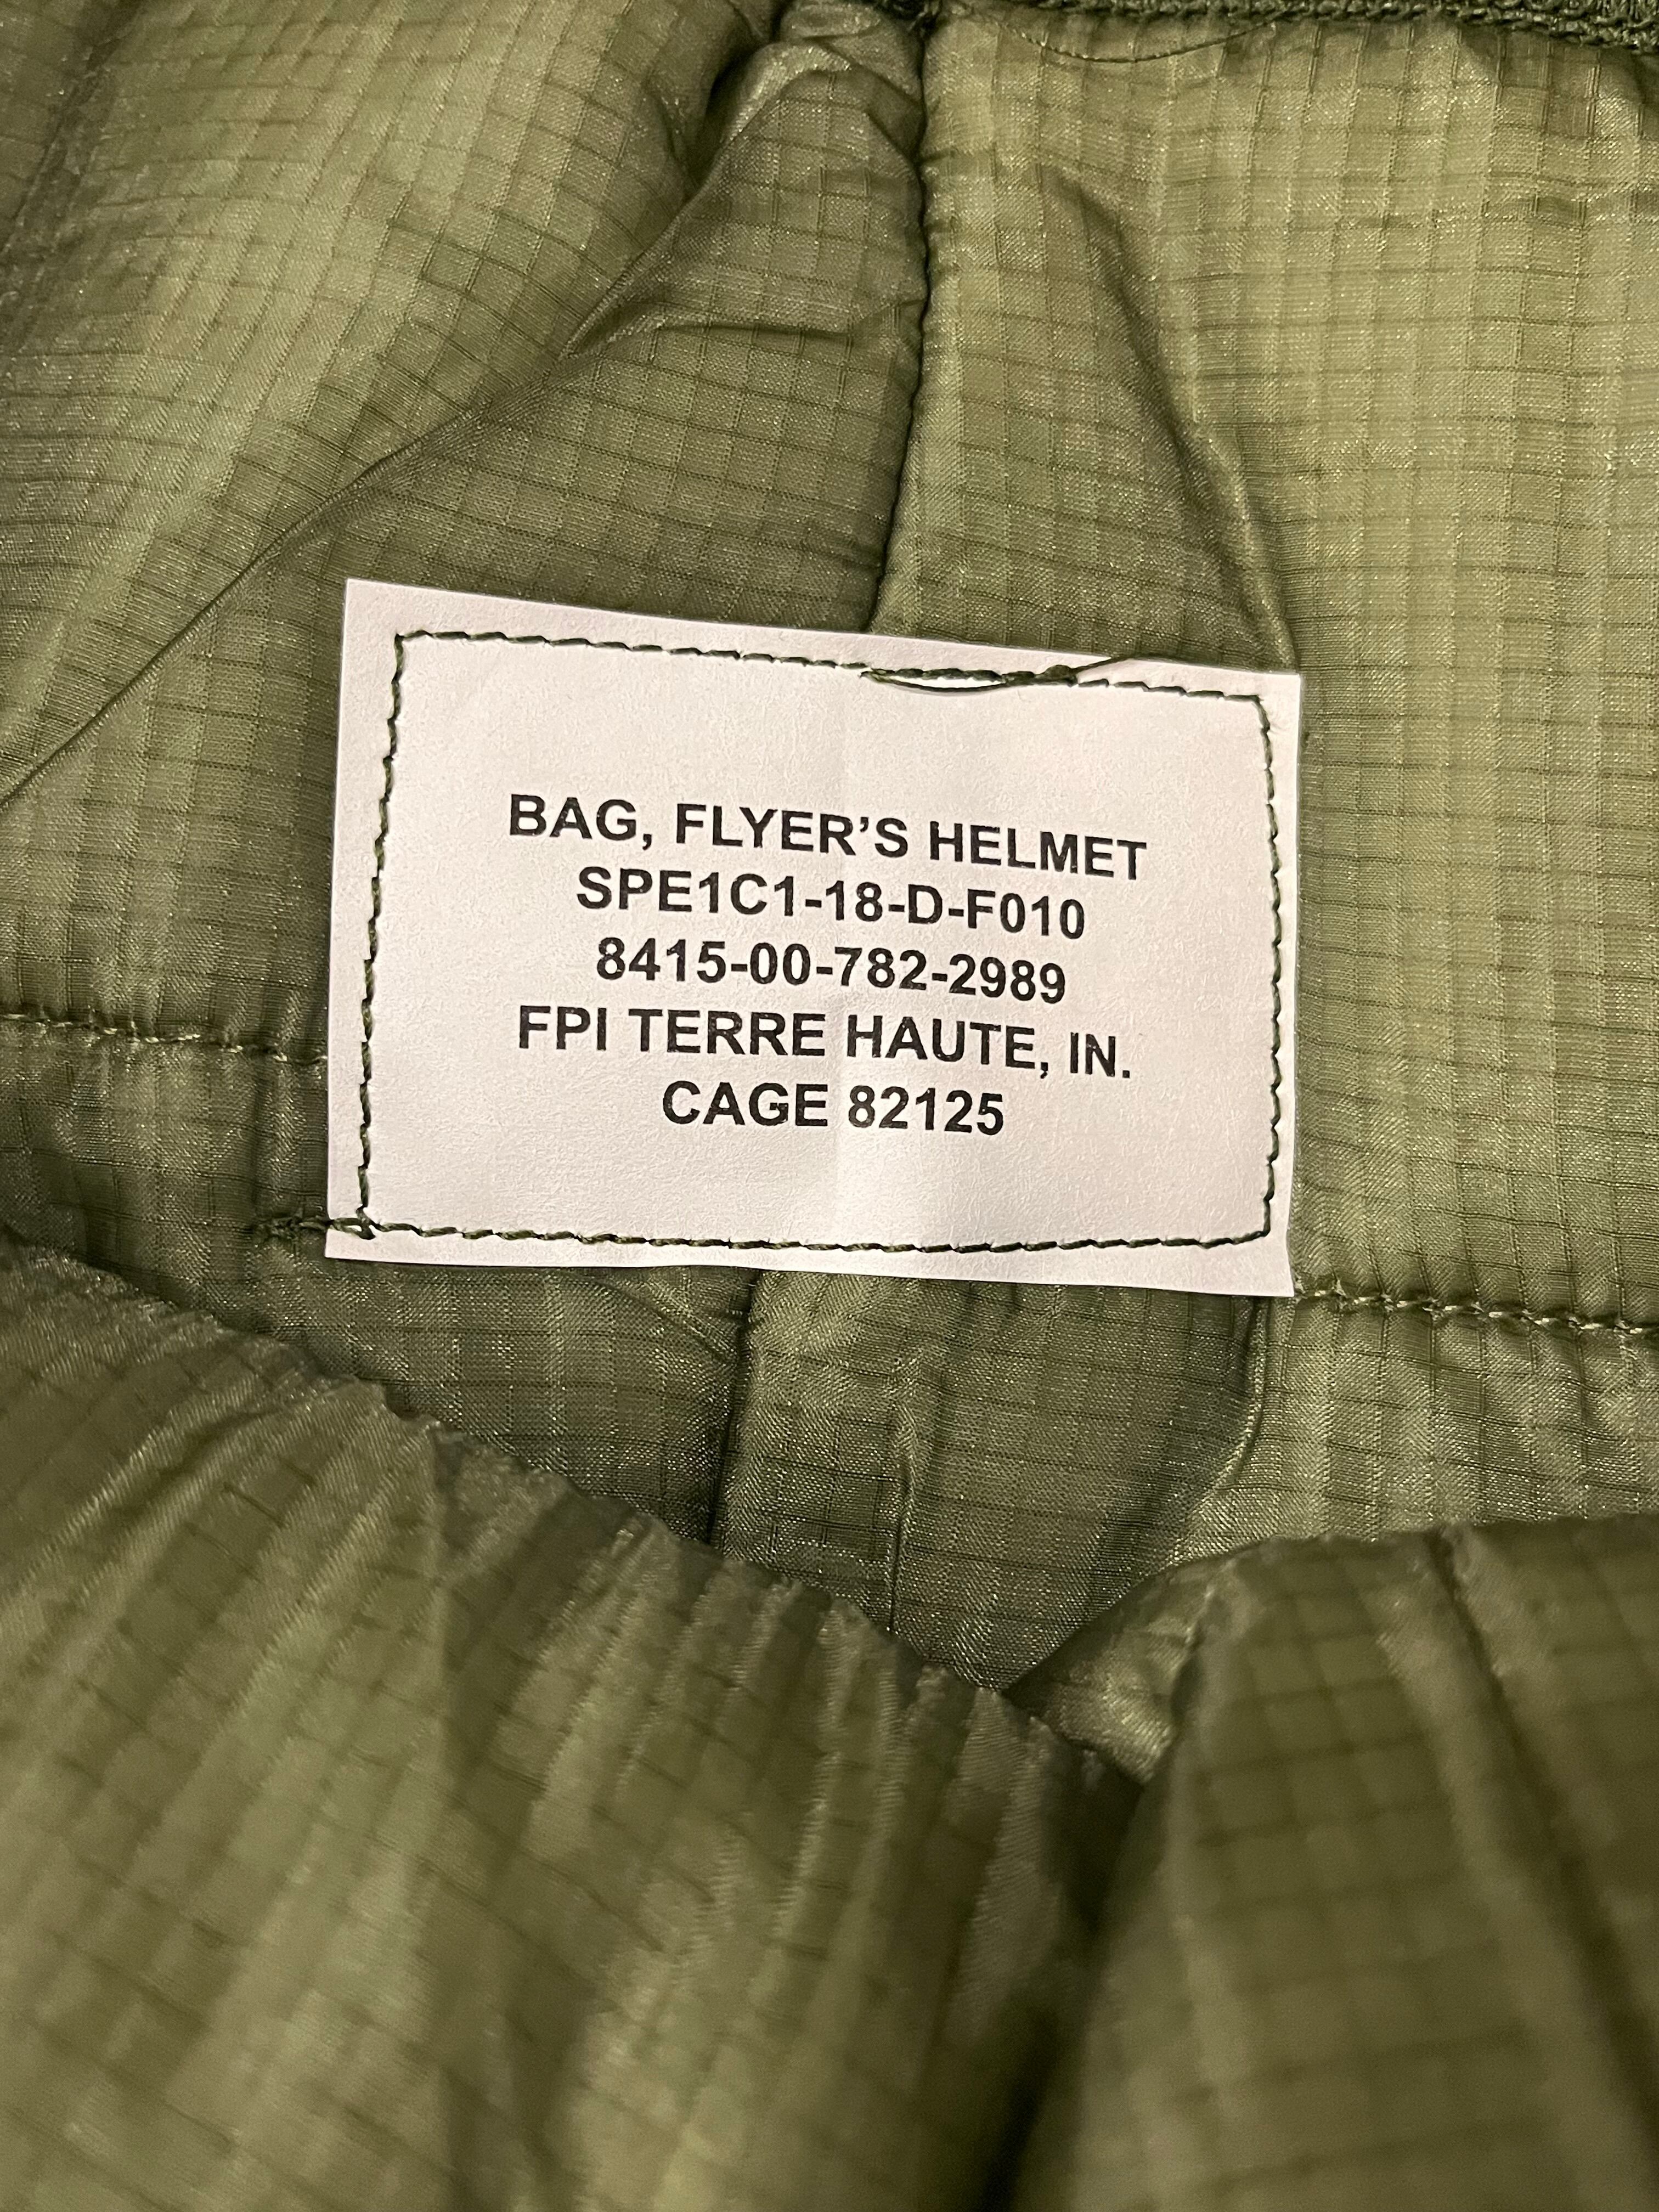 BAG, FLYER’S HELMET
SPE1C1-18-D-F010
8415-00-782-2989
FPI TERRE HAUTE, IN.
CAGE 82125